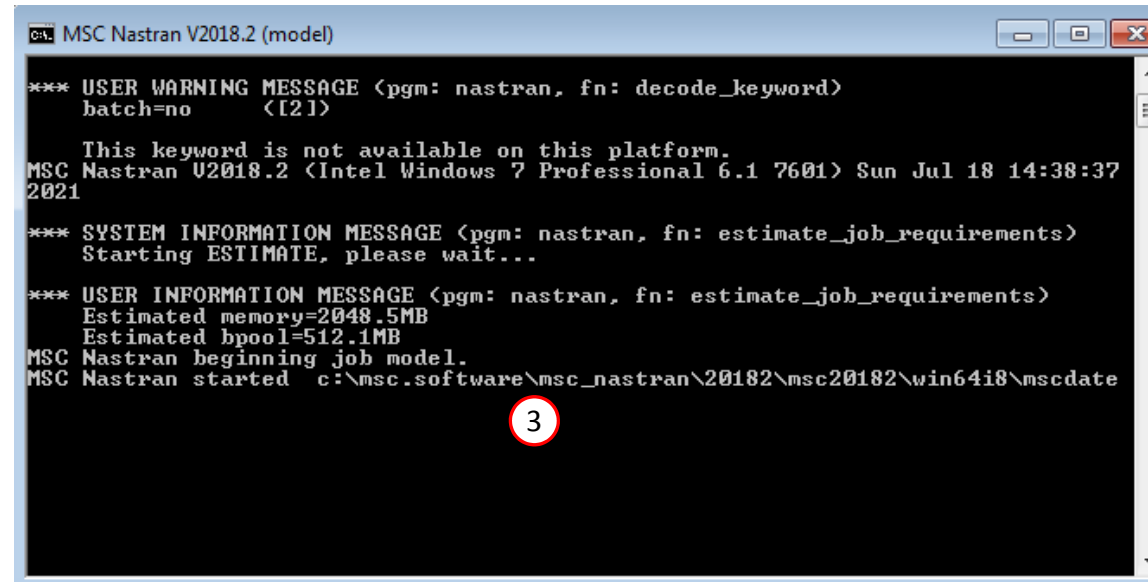 MSC Nastran V2018.2 (model)
*** USER WARNING MESSAGE (pgm: nastran, fn: decode_keyword)
batch=no ([2])
This keyword is not available on this platform.
MSC Nastran V2018.2 (Intel Windows 7 Professional 6.1 7601) Sun Jul 18 14:38:37
2021
*** SYSTEM INFORMATION MESSAGE (pgm: nastran, fn: estimate_job_requirements)
Starting ESTIMATE, please wait...
*** USER INFORMATION MESSAGE (pgm: nastran, fn: estimate_job_requirements)
Estimated memory=2048.5MB
Estimated bpool=512.1MB
MSC Nastran beginning job model.
MSC Nastran started c:\msc.software\msc_nastran\20182\msc20182\win64i8\mscdate
3